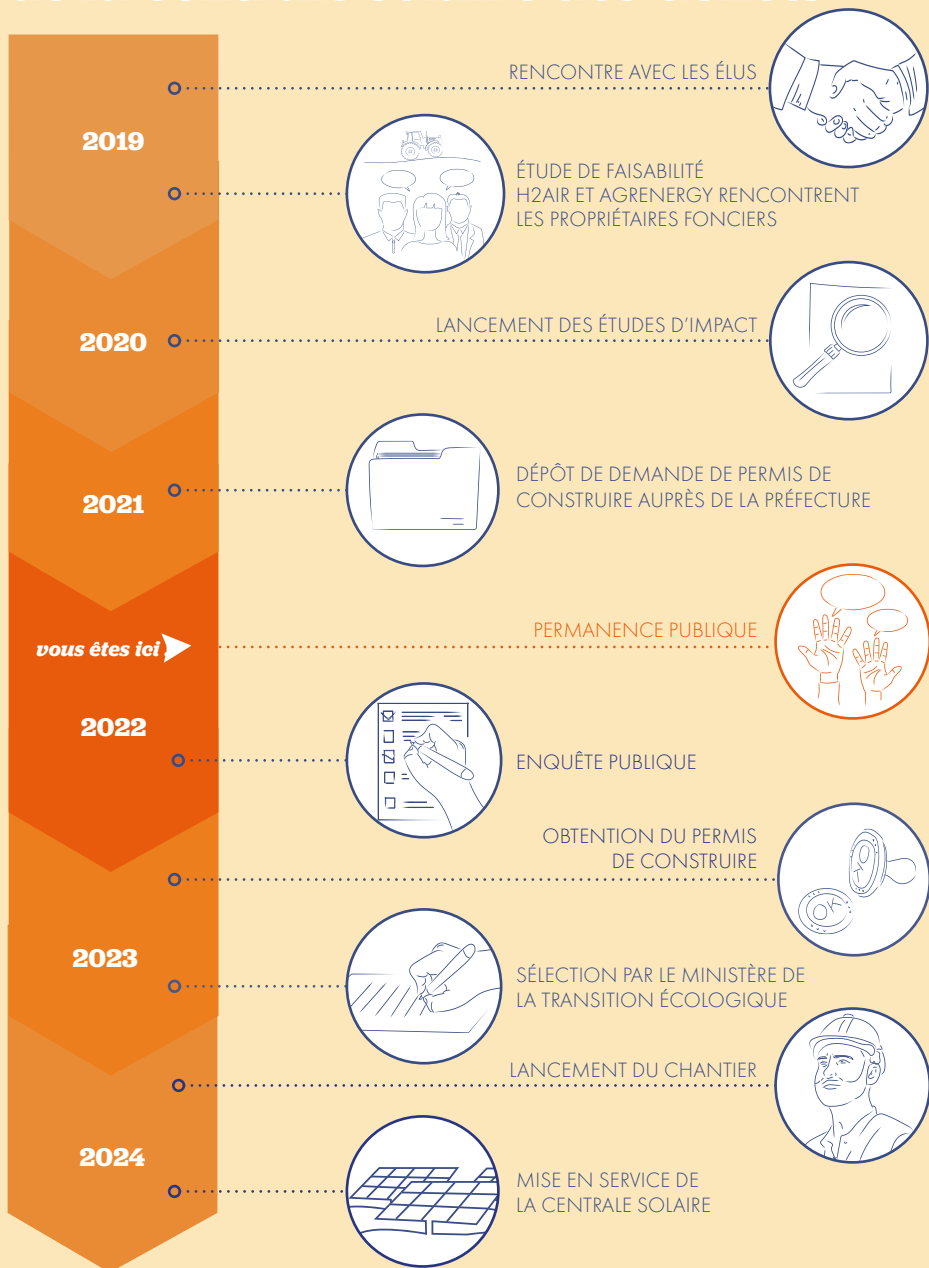 2019
RENCONTRE AVEC LES ÉLUS
ÉTUDE DE FAISABILITÉ
H2AIR ET AGRENERGY RENCONTRENT
LES PROPRIÉTAIRES FONCIERS
2020
LANCEMENT DES ÉTUDES D'IMPACT
2021
DÉPÔT DE DEMANDE DE PERMIS DE
CONSTRUIRE AUPRÈS DE LA PRÉFECTURE
vous êtes ici
PERMANENCE PUBLIQUE
2022
ENQUÊTE PUBLIQUE
OBTENTION DU PERMIS
DE CONSTRUIRE
OK
OK
2023
SÉLECTION PAR LE MINISTÈRE DE
LA TRANSITION ÉCOLOGIQUE
LANCEMENT DU CHANTIER
2024
MISE EN SERVICE DE
LA CENTRALE SOLAIRE